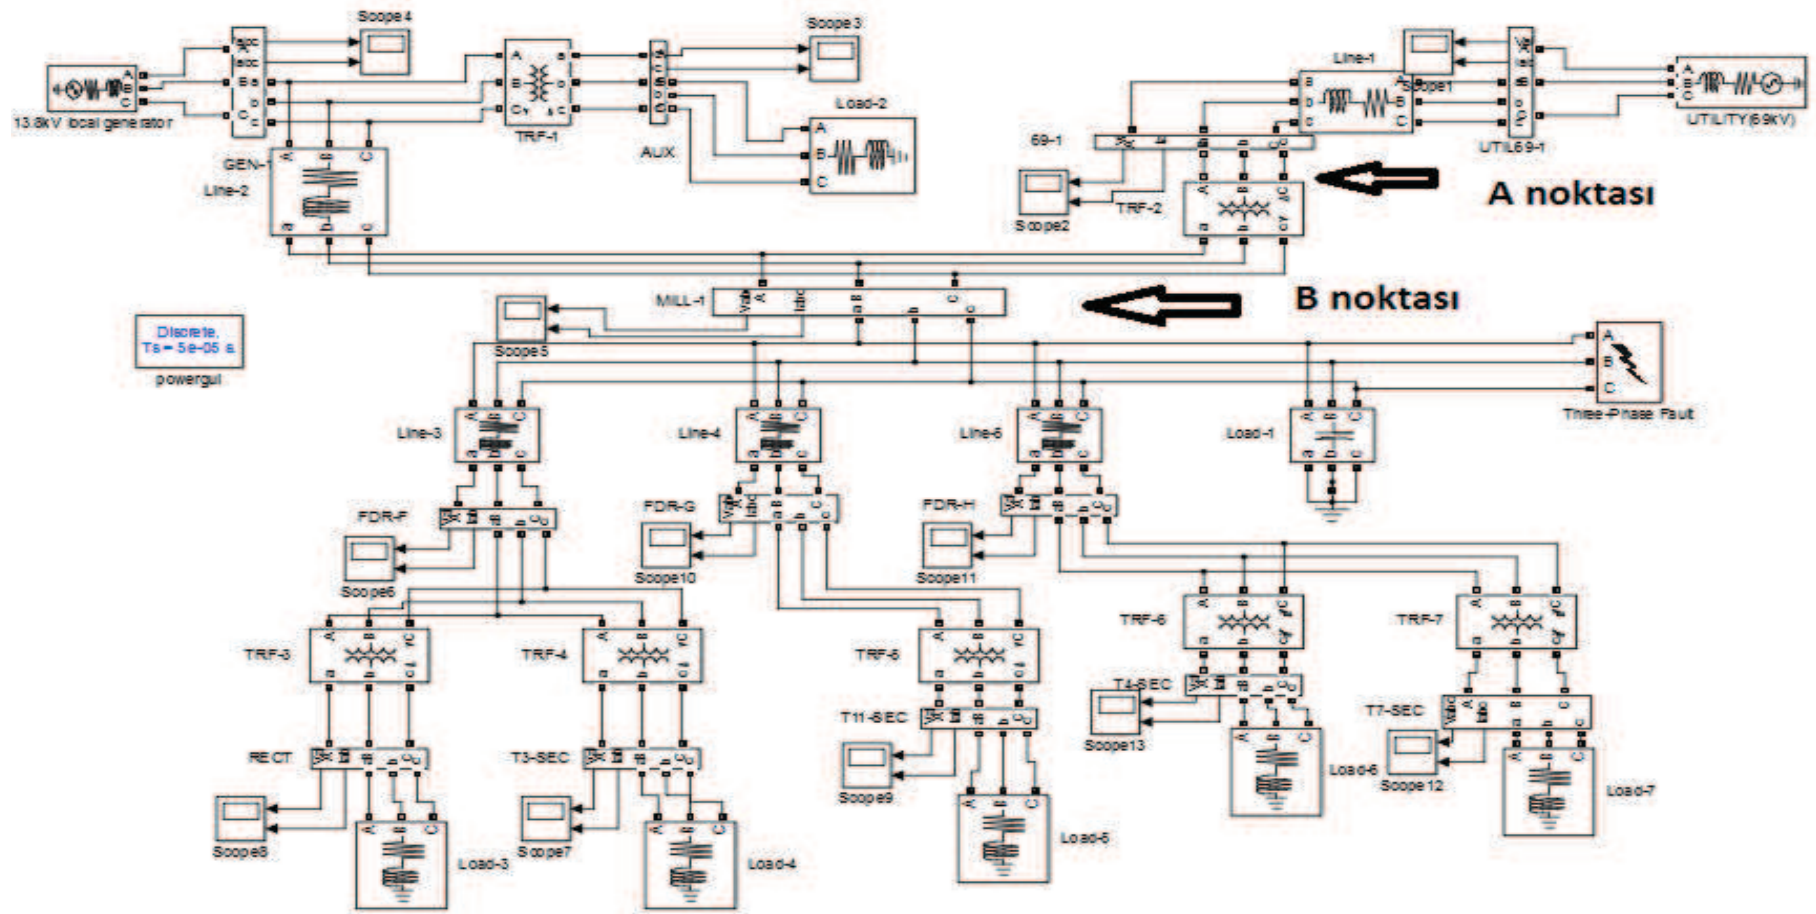 Scope4
Scope3
Line-1
Scope1
13.8kV local generator
TRF-1
Load-2
UTILITY(69kV)
AUX
69-1
UTIL69-1
GEN-1
Line-2
A noktası
TRF-2
Scope2
MILL-1
B noktası
Scope5
Discrete,
Ts = 5e-05 s.
powergui
Three-Phase Fault
Line-3
Line-4
Line-5
Load-1
FDR-F
FDR-G
FDR-H
Scope6
Scope10
Scope11
TRF-3
TRF-4
TRF-5
TRF-6
TRF-7
T4-SEC
T11-SEC
T7-SEC
Scope13
RECT
T3-SEC
Scope9
Load-6
Scope12
Load-7
Scope8
Load-3
Scope7
Load-4
Load-5